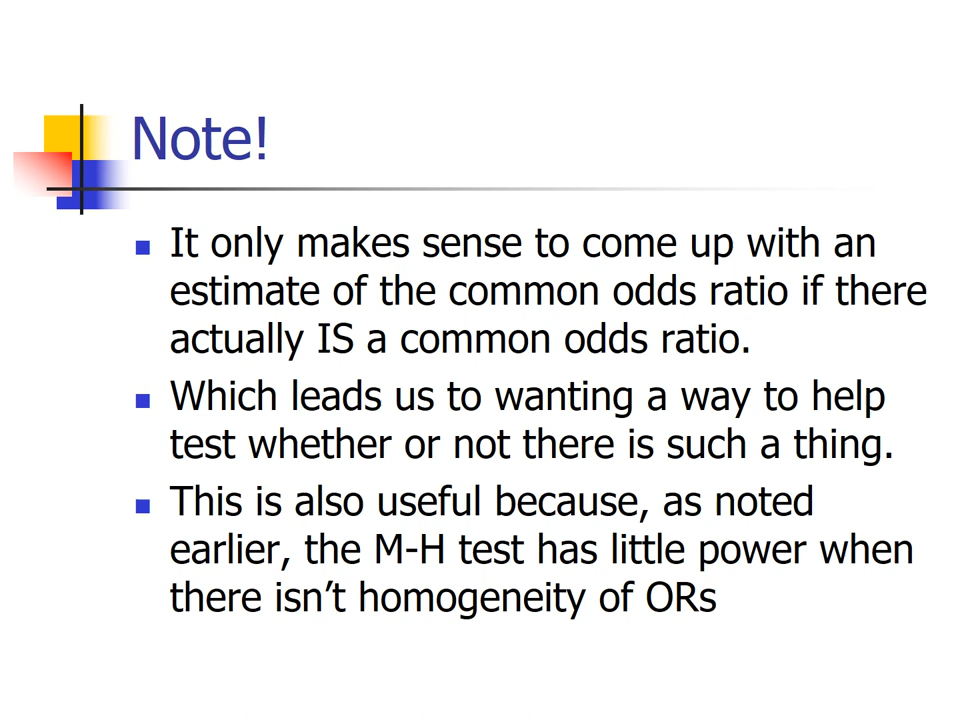 Note!
It only makes sense to come up with an
estimate of the common odds ratio if there
actually IS a common odds ratio.
Which leads us to wanting a way to help
test whether or not there is such a thing.
This is also useful because, as noted
earlier, the M-H test has little power when
there isn’t homogeneity of ORs